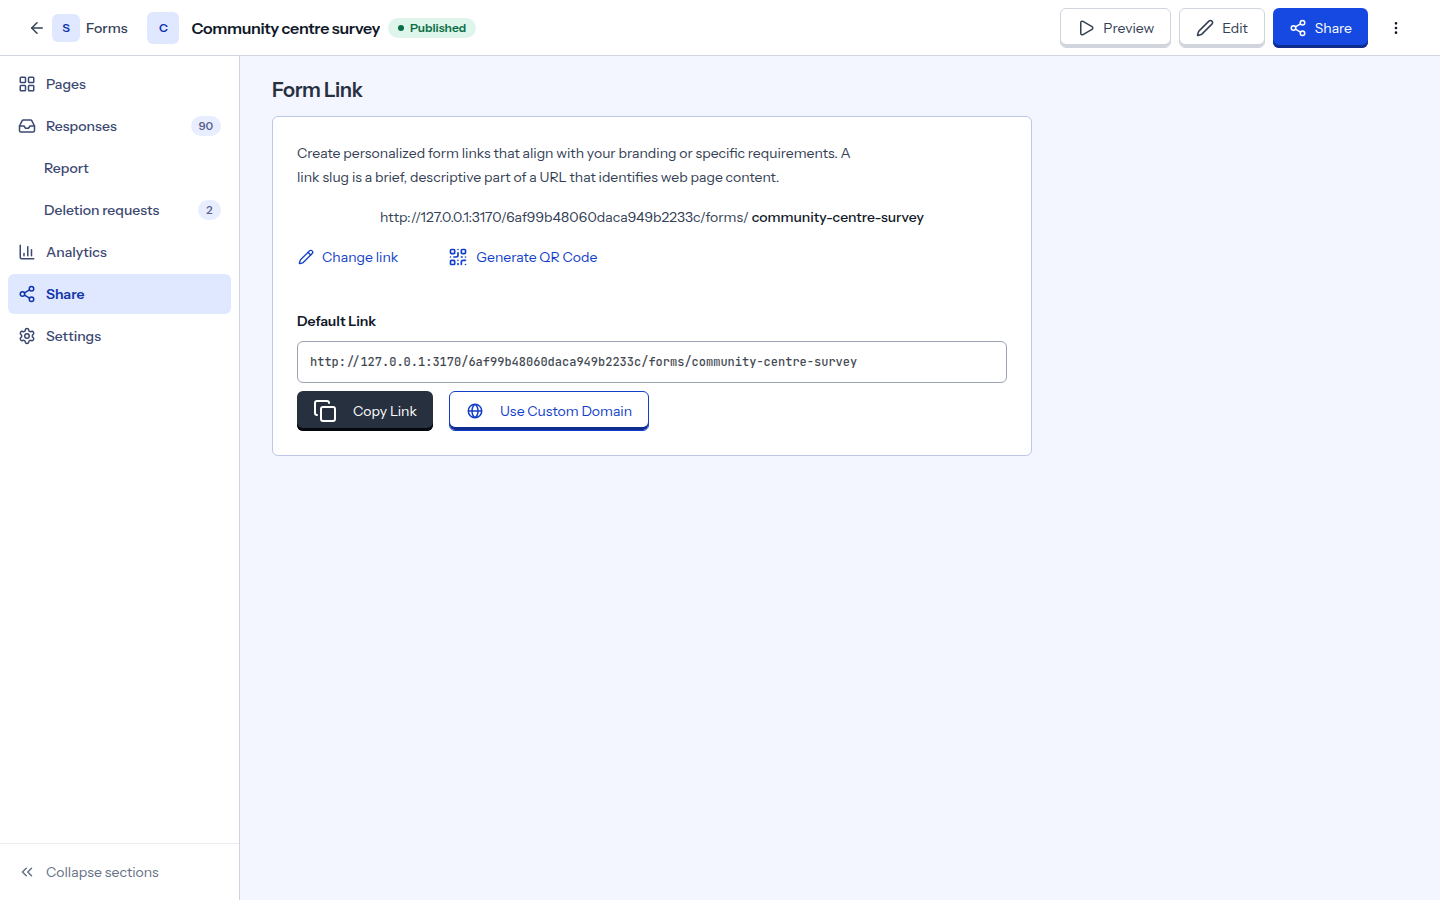 S Forms C Community centre survey Published Preview Edit Share
Pages
Responses 90
Report
Deletion requests 2
Analytics
Share
Settings
Collapse sections
Form Link
Create personalized form links that align with your branding or specific requirements. A
link slug is a brief, descriptive part of a URL that identifies web page content.
http://127.0.0.1:3170/6af99b48060daca949b2233c/forms/ community-centre-survey
Change link Generate QR Code
Default Link
http://127.0.0.1:3170/6af99b48060daca949b2233c/forms/community-centre-survey
Copy Link Use Custom Domain